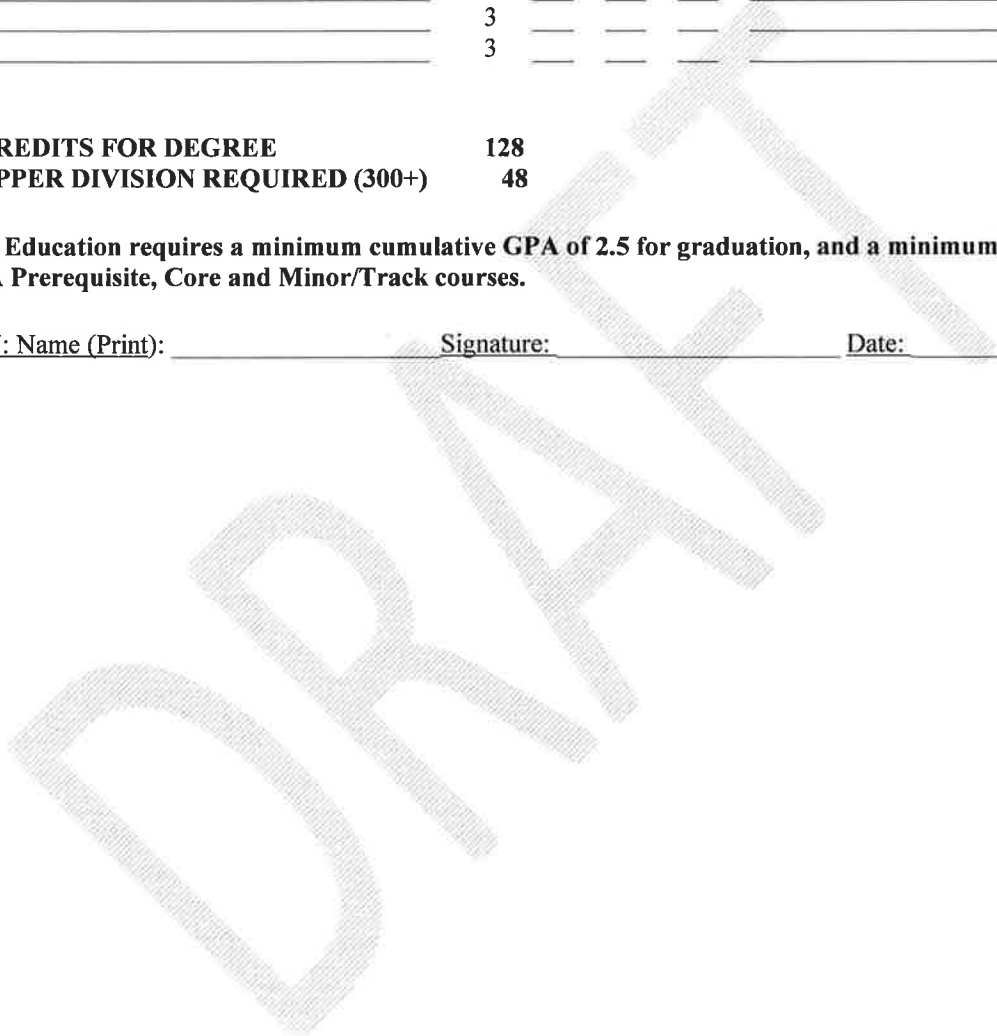 3
3
REDITS FOR DEGREE 128
PPER DIVISION REQUIRED (300+) 48
Education requires a minimum cumulative GPA of 2.5 for graduation, and a minimum
Prerequisite, Core and Minor/Track courses.
: Name (Print): Signature: Date:
DRAFT